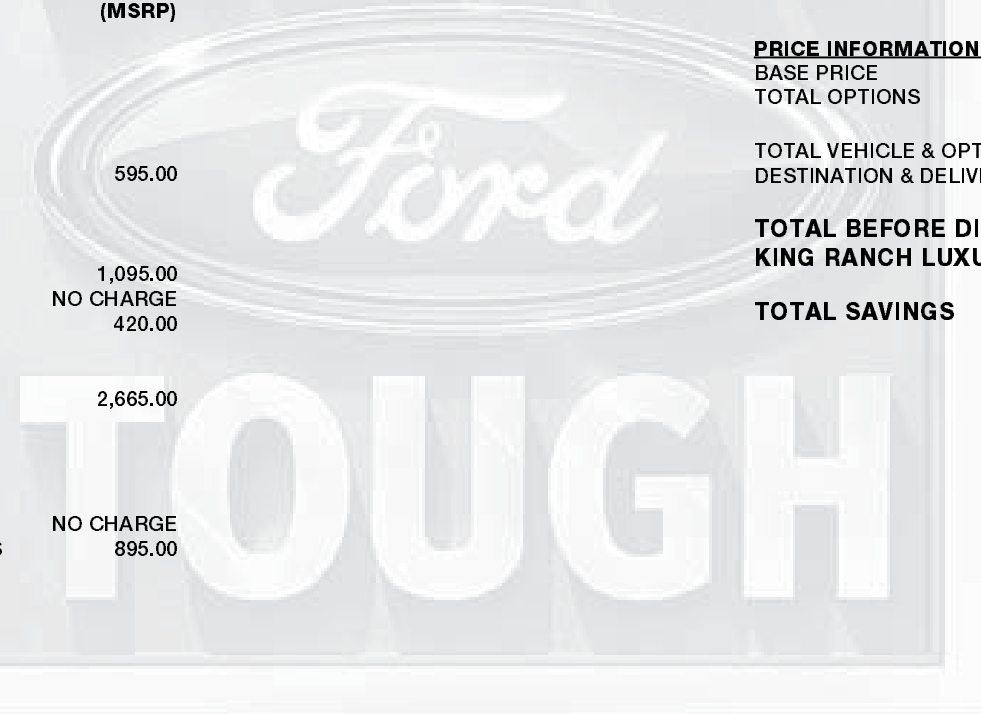 (MSRP)
595.00
1,095.00
NO CHARGE
420.00
2,665.00
NO CHARGE
895.00
Ford
TOUGH
PRICE INFORMATION
BASE PRICE
TOTAL OPTIONS
TOTAL VEHICLE & OPT
DESTINATION & DELIV
TOTAL BEFORE DI
KING RANCH LUXU
TOTAL SAVINGS